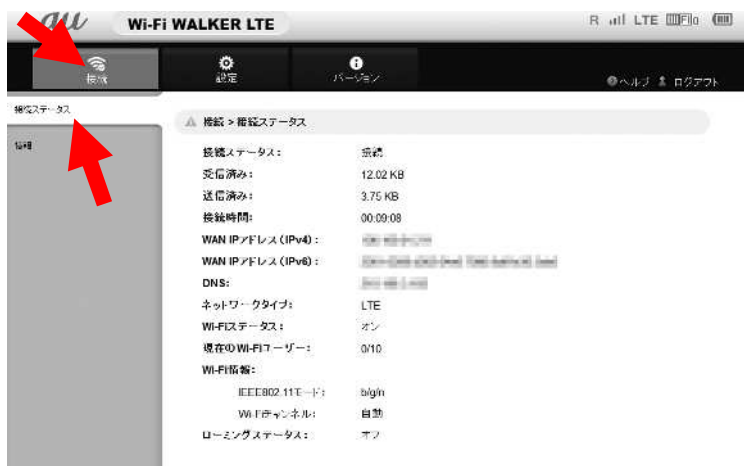 au Wi-Fi WALKER LTE
R LTE
接続 設定 バージョン
ヘルプ ログアウト
接続ステータス
情報
接続 > 接続ステータス
接続ステータス: 接続
受信済み: 12.02 KB
送信済み: 3.75 KB
接続時間: 00:09:08
WAN IPアドレス (IPv4) :
WAN IPアドレス (IPv6) :
DNS:
ネットワークタイプ: LTE
Wi-Fiステータス: オン
現在のWi-Fiユーザー: 0/10
Wi-Fi情報:
IEEE802.11モード: b/g/n
Wi-Fiチャンネル: 自動
ローミングステータス: オフ